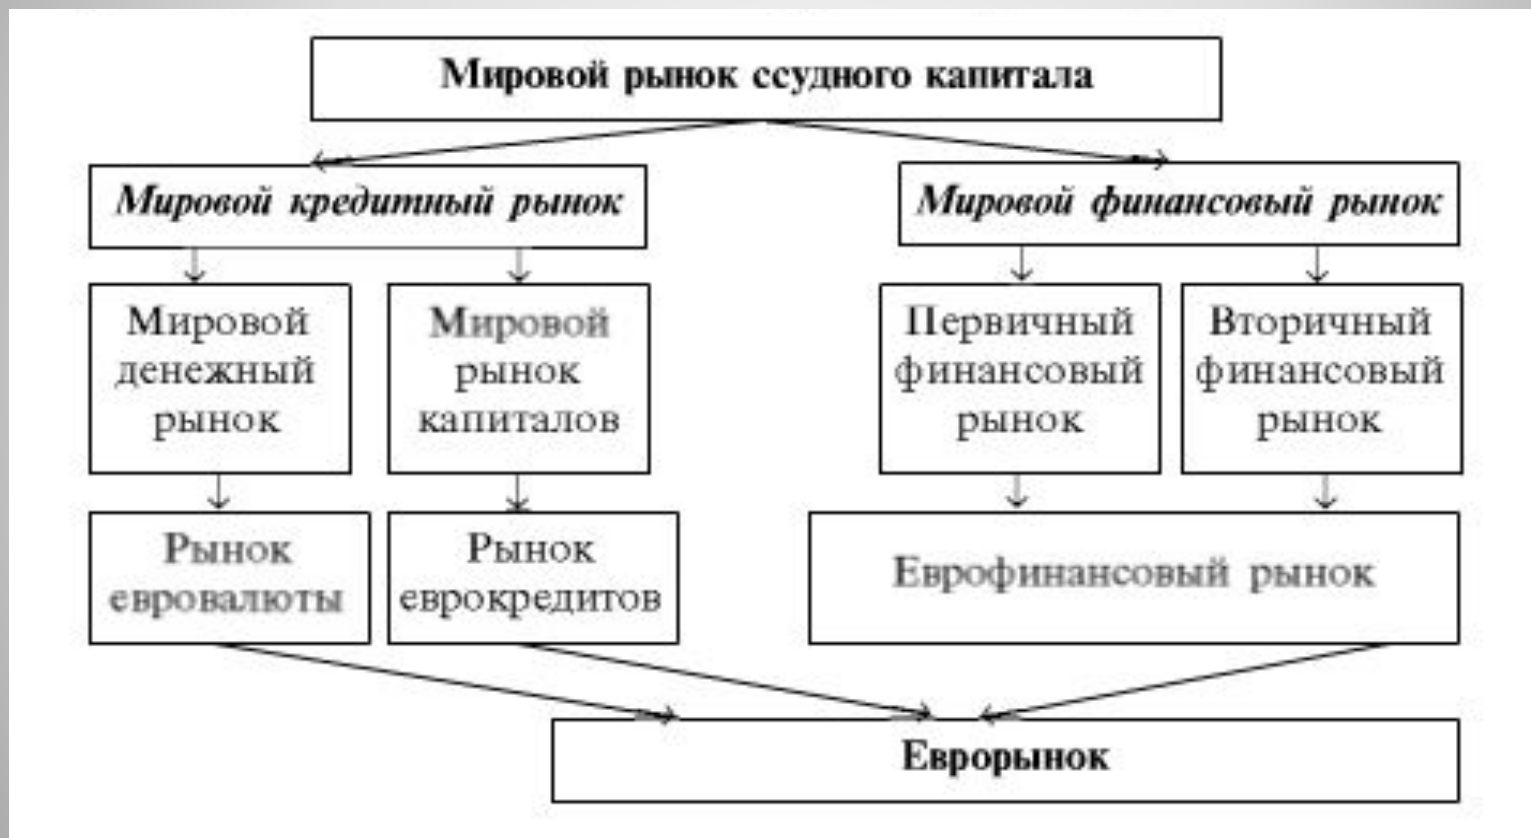 Мировой рынок ссудного капитала
Мировой кредитный рынок
Мировой финансовый рынок
Мировой
денежный
рынок
Мировой
рынок
капиталов
Первичный
финансовый
рынок
Вторичный
финансовый
рынок
Рынок
евровалюты
Рынок
еврокредитов
Еврофинансовый рынок
Еврорынок